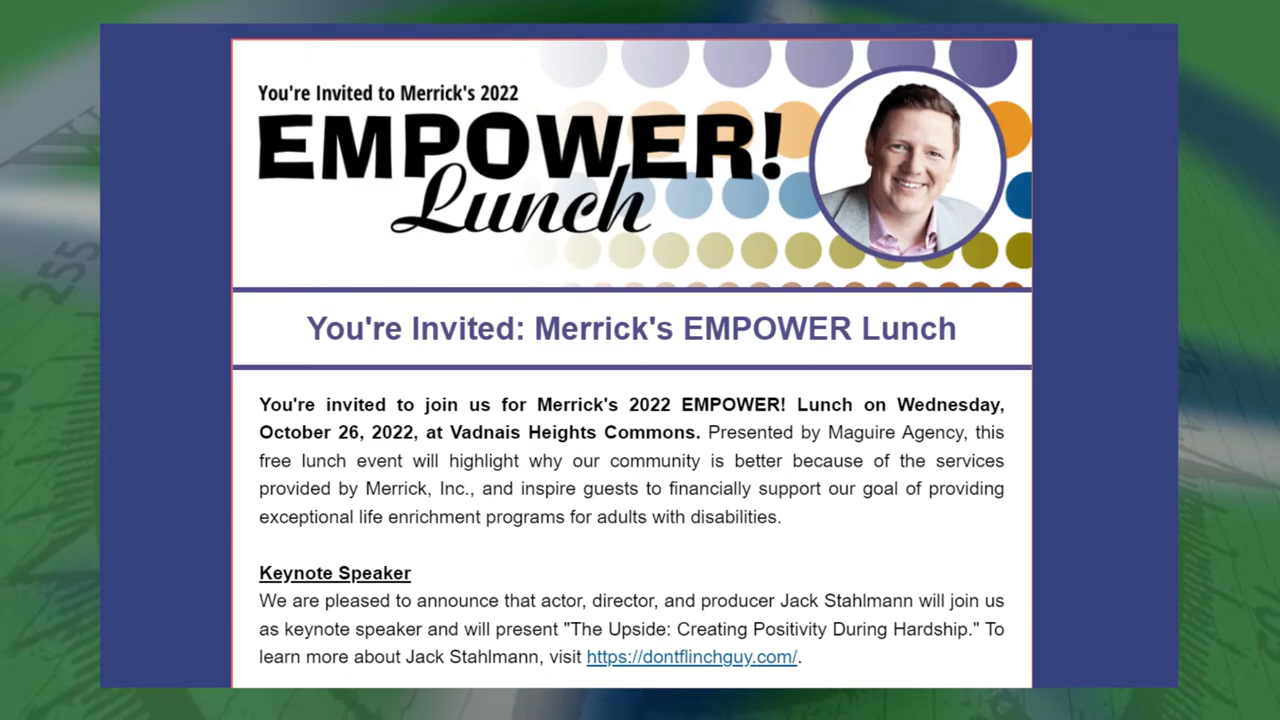 You're Invited to Merrick's 2022
EMPOWER!
Lunch
You're Invited: Merrick's EMPOWER Lunch
You're invited to join us for Merrick's 2022 EMPOWER! Lunch on Wednesday,
October 26, 2022, at Vadnais Heights Commons. Presented by Maguire Agency, this
free lunch event will highlight why our community is better because of the services
provided by Merrick, Inc., and inspire guests to financially support our goal of providing
exceptional life enrichment programs for adults with disabilities.
Keynote Speaker
We are pleased to announce that actor, director, and producer Jack Stahlmann will join us
as keynote speaker and will present "The Upside: Creating Positivity During Hardship." To
learn more about Jack Stahlmann, visit https://dontflinchguy.com/.
255